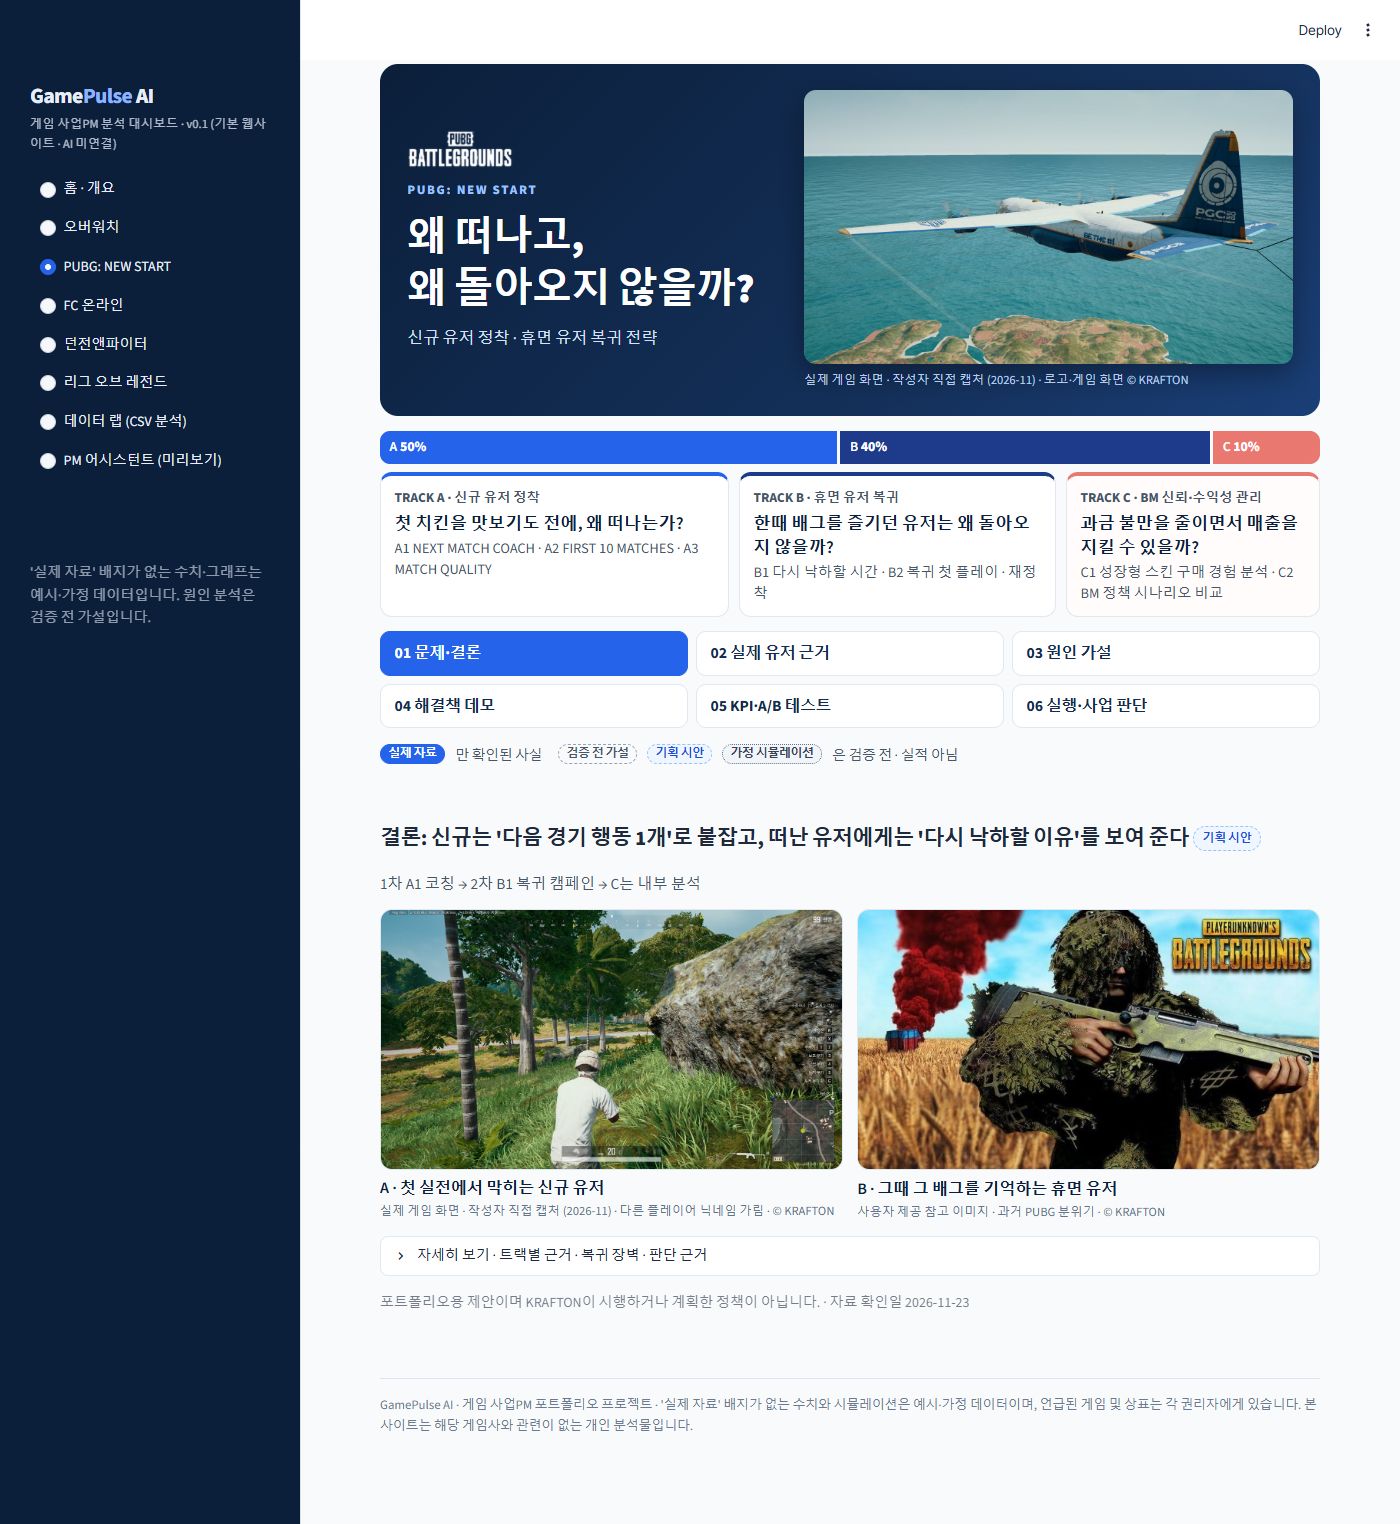 Deploy
GamePulse AI
게임 사업PM 분석 대시보드 · v0.1 (기본 웹사
이트 · AI 미연결)
홈 · 개요
오버워치
PUBG: NEW START
FC 온라인
던전앤파이터
리그 오브 레전드
데이터 랩 (CSV 분석)
PM 어시스턴트 (미리보기)
'실제 자료' 배지가 없는 수치·그래프는
예시·가정 데이터입니다. 원인 분석은
검증 전 가설입니다.
PUBG
BATTLEGROUNDS
PUBG: NEW START
왜 떠나고,
왜 돌아오지 않을까?
신규 유저 정착 · 휴면 유저 복귀 전략
실제 게임 화면 · 작성자 직접 캡처 (2026-11) · 로고·게임 화면 © KRAFTON
A 50%
B 40%
C 10%
TRACK A · 신규 유저 정착
첫 치킨을 맛보기도 전에, 왜 떠나는가?
A1 NEXT MATCH COACH · A2 FIRST 10 MATCHES · A3
MATCH QUALITY
TRACK B · 휴면 유저 복귀
한때 배그를 즐기던 유저는 왜 돌아오
지 않을까?
B1 다시 낙하할 시간 · B2 복귀 첫 플레이 · 재정
착
TRACK C · BM 신뢰·수익성 관리
과금 불만을 줄이면서 매출을
지킬 수 있을까?
C1 성장형 스킨 구매 경험 분석 · C2
BM 정책 시나리오 비교
01 문제·결론
02 실제 유저 근거
03 원인 가설
04 해결책 데모
05 KPI·A/B 테스트
06 실행·사업 판단
실제 자료 만 확인된 사실 검증 전 가설 기획 시안 가정 시뮬레이션 은 검증 전 · 실적 아님
결론: 신규는 '다음 경기 행동 1개'로 붙잡고, 떠난 유저에게는 '다시 낙하할 이유'를 보여 준다 기획 시안
1차 A1 코칭 → 2차 B1 복귀 캠페인 → C는 내부 분석
PLAYERUNKNOWN'S
BATTLEGROUNDS
A · 첫 실전에서 막히는 신규 유저
실제 게임 화면 · 작성자 직접 캡처 (2026-11) · 다른 플레이어 닉네임 가림 · © KRAFTON
B · 그때 그 배그를 기억하는 휴면 유저
사용자 제공 참고 이미지 · 과거 PUBG 분위기 · © KRAFTON
자세히 보기 · 트랙별 근거 · 복귀 장벽 · 판단 근거
포트폴리오용 제안이며 KRAFTON이 시행하거나 계획한 정책이 아닙니다. · 자료 확인일 2026-11-23
GamePulse AI · 게임 사업PM 포트폴리오 프로젝트 · '실제 자료' 배지가 없는 수치와 시뮬레이션은 예시·가정 데이터이며, 언급된 게임 및 상표는 각 권리자에게 있습니다. 본
사이트는 해당 게임사와 관련이 없는 개인 분석물입니다.